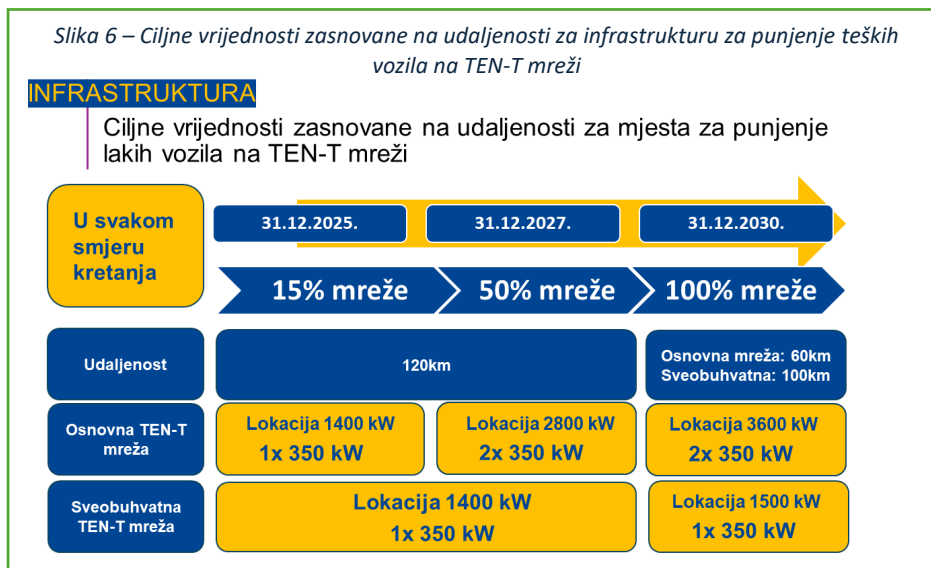 Slika 6 – Ciljne vrijednosti zasnovane na udaljenosti za infrastrukturu za punjenje teških
vozila na TEN-T mreži
INFRASTRUKTURA
Ciljne vrijednosti zasnovane na udaljenosti za mjesta za punjenje
lakih vozila na TEN-T mreži
U svakom
smjeru
kretanja
31.12.2025.
31.12.2027.
31.12.2030.
15% mreže
50% mreže
100% mreže
Udaljenost
120km
Osnovna mreža: 60km
Sveobuhvatna: 100km
Osnovna TEN-T
mreža
Lokacija 1400 kW
1x 350 kW
Lokacija 2800 kW
2x 350 kW
Lokacija 3600 kW
2x 350 kW
Sveobuhvatna
TEN-T mreža
Lokacija 1400 kW
1x 350 kW
Lokacija 1500 kW
1x 350 kW